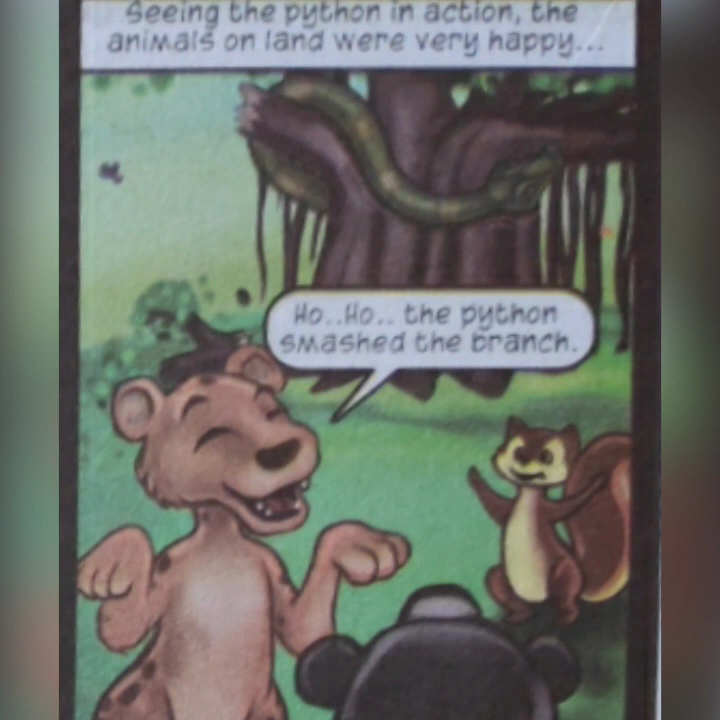 Seeing the python in action, the
animals on land were very happy...
Ho..Ho.. the python
smashed the branch.